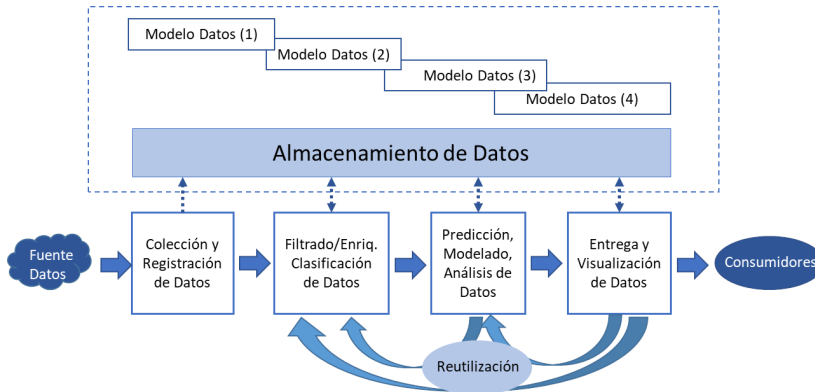 Modelo Datos (1)
Modelo Datos (2)
Modelo Datos (3)
Modelo Datos (4)
Almacenamiento de Datos
Fuente
Datos
Colección y
Registración
de Datos
Filtrado/Enriq.
Clasificación
de Datos
Predicción,
Modelado,
Análisis de
Datos
Entrega y
Visualización
de Datos
Consumidores
Reutilización